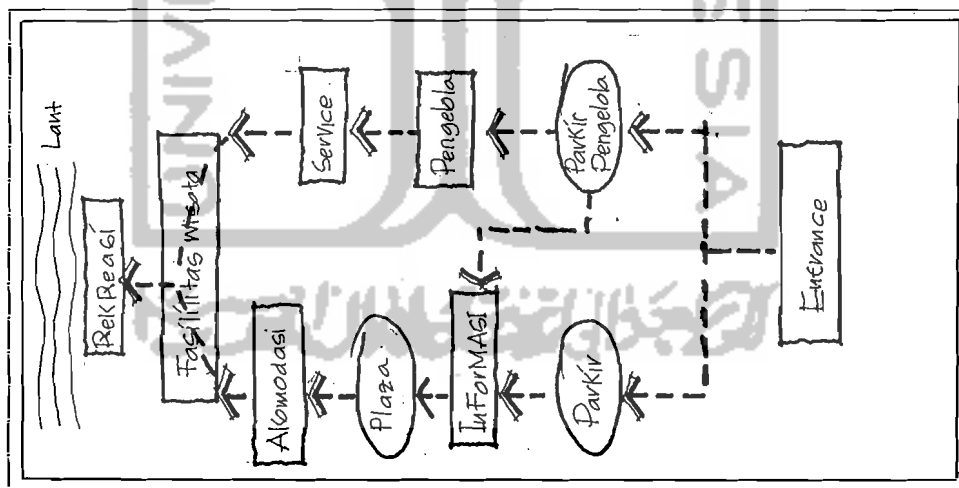 Laut
RekReasi
Fasilitas wisata
Akomodasi
Service
Plaza
Pengelola
InForMASI
Parkir
Pengelola
Parkir
Entrance